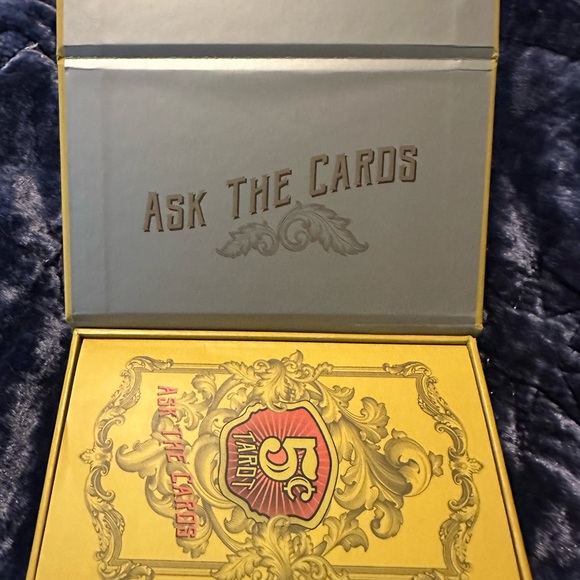 ASK THE CARDS
5¢
TAROT
ASK THE CARDS